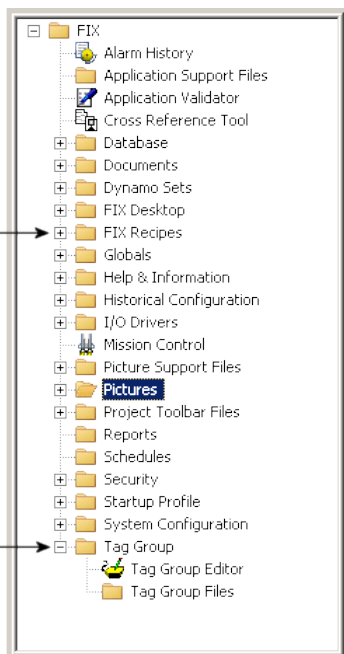 FIX
Alarm History
Application Support Files
Application Validator
Cross Reference Tool
Database
Documents
Dynamo Sets
FIX Desktop
FIX Recipes
Globals
Help & Information
Historical Configuration
I/O Drivers
Mission Control
Picture Support Files
Pictures
Project Toolbar Files
Reports
Schedules
Security
Startup Profile
System Configuration
Tag Group
Tag Group Editor
Tag Group Files